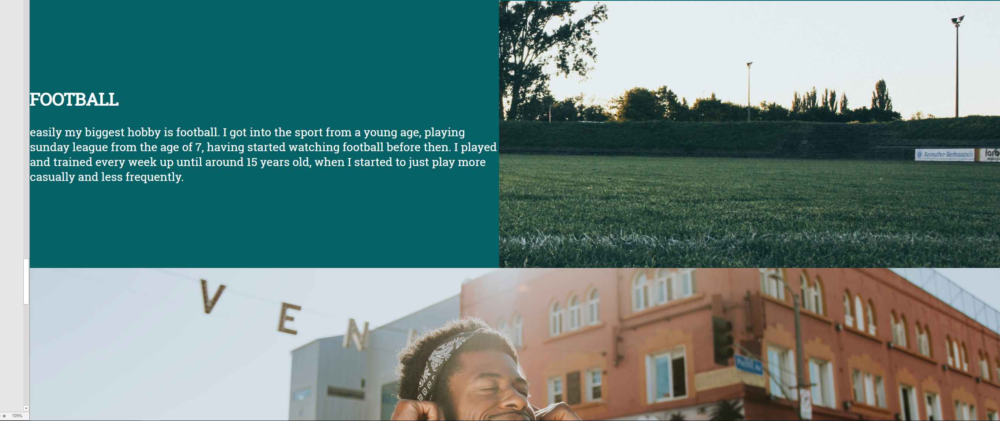 FOOTBALL
easily my biggest hobby is football. I got into the sport from a young age, playing
sunday league from the age of 7, having started watching football before then. I played
and trained every week up until around 15 years old, when I started to just play more
casually and less frequently.
Bayreuther Bierbrauerei
farb
MORITZH
V E N
105%